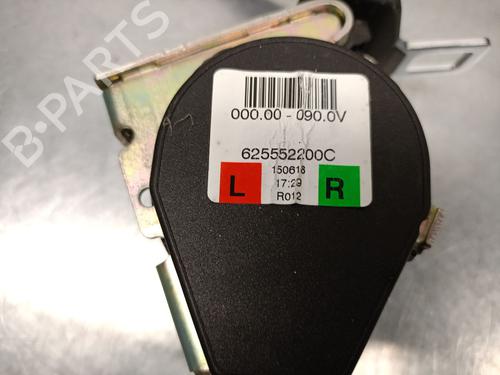 B-PARTS
000.00 - 090.0V
625552200C
L
150618
17:29
R012
R